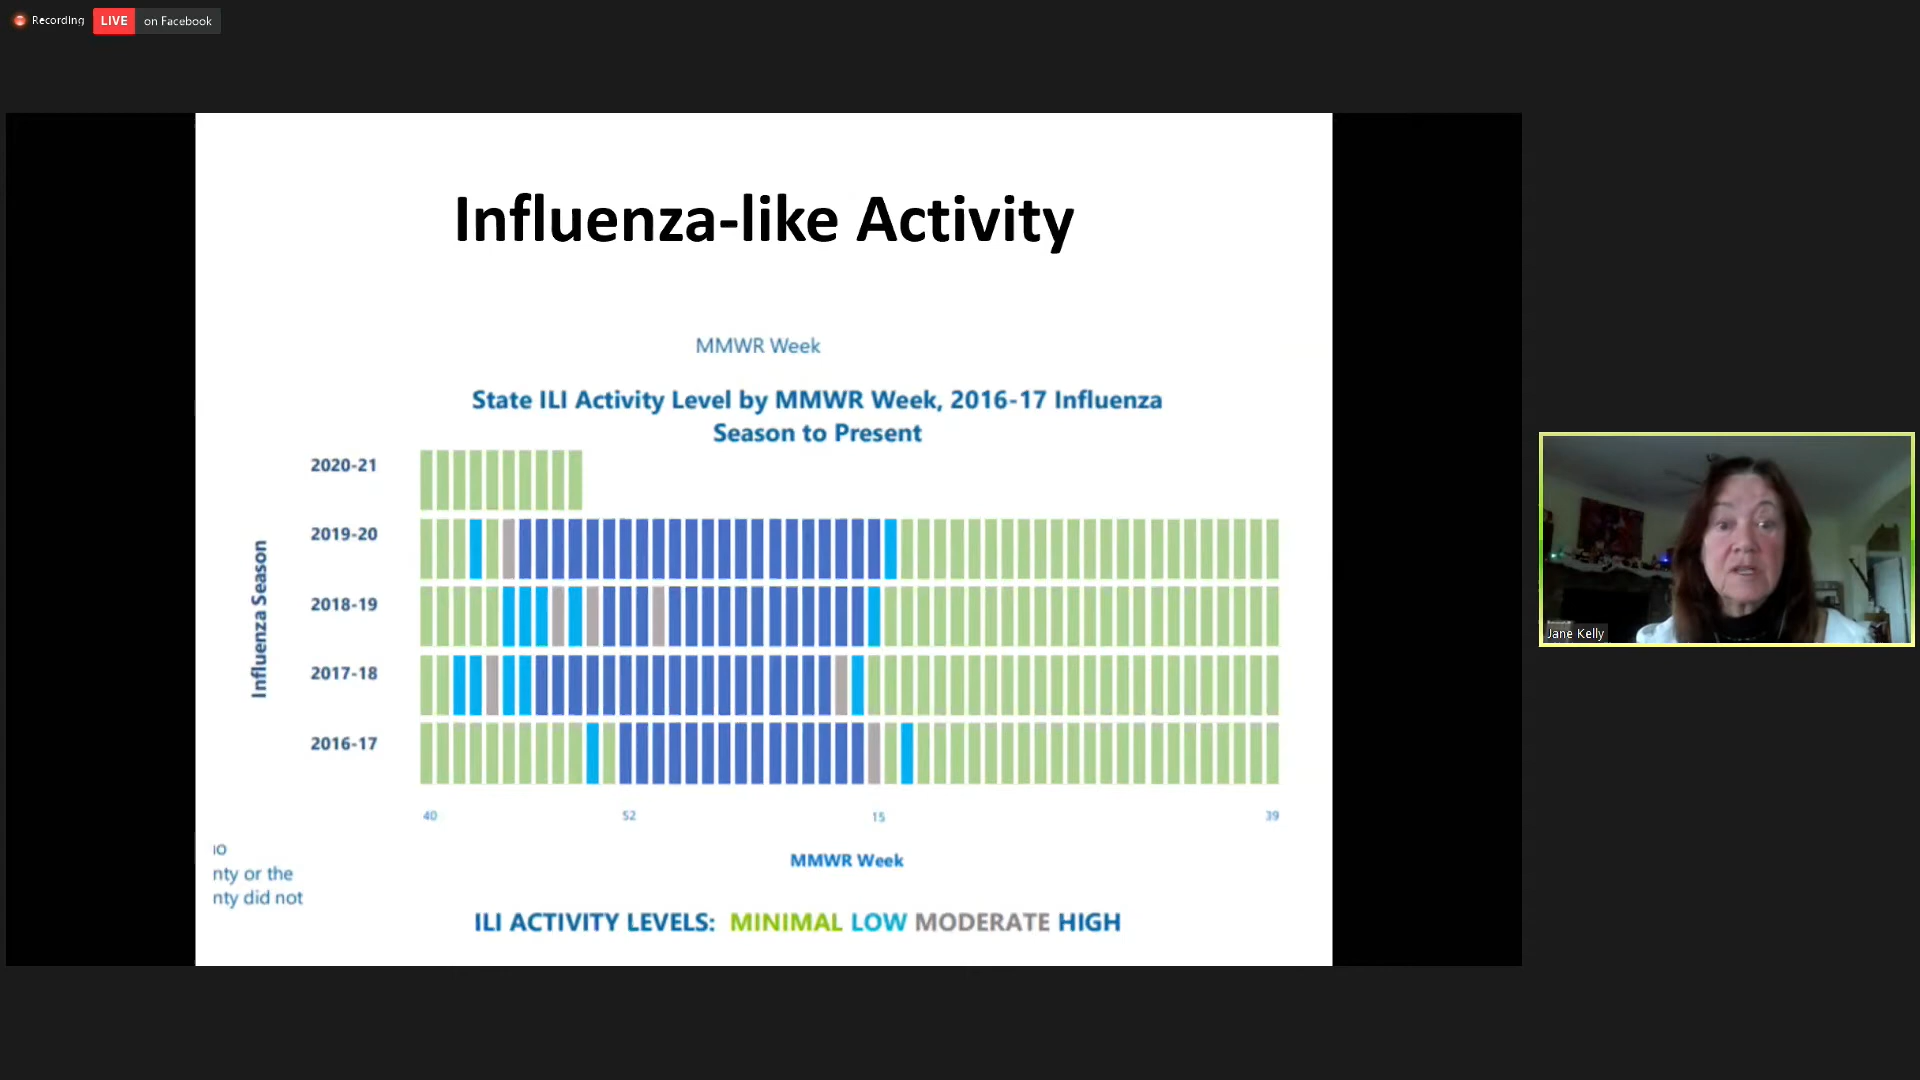 Recording LIVE on Facebook
Influenza-like Activity
MMWR Week
State ILI Activity Level by MMWR Week, 2016-17 Influenza
Season to Present
2020-21
2019-20
2018-19
2017-18
2016-17
Influenza Season
40 52 15 39
MMWR Week
nty or the
nty did not
ILI ACTIVITY LEVELS: MINIMAL LOW MODERATE HIGH
Jane Kelly